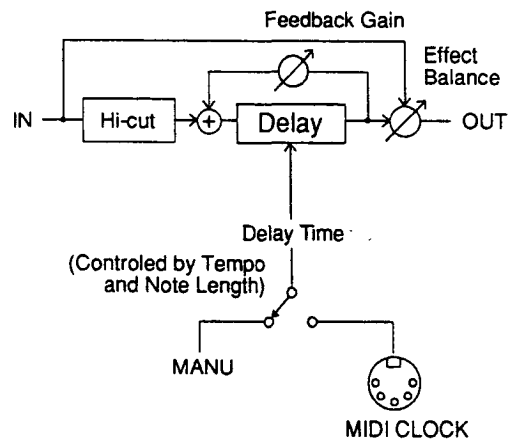 Feedback Gain
Effect
Balance
IN
Hi-cut
+
Delay
OUT
Delay Time
(Controled by Tempo
and Note Length)
MANU
MIDI CLOCK